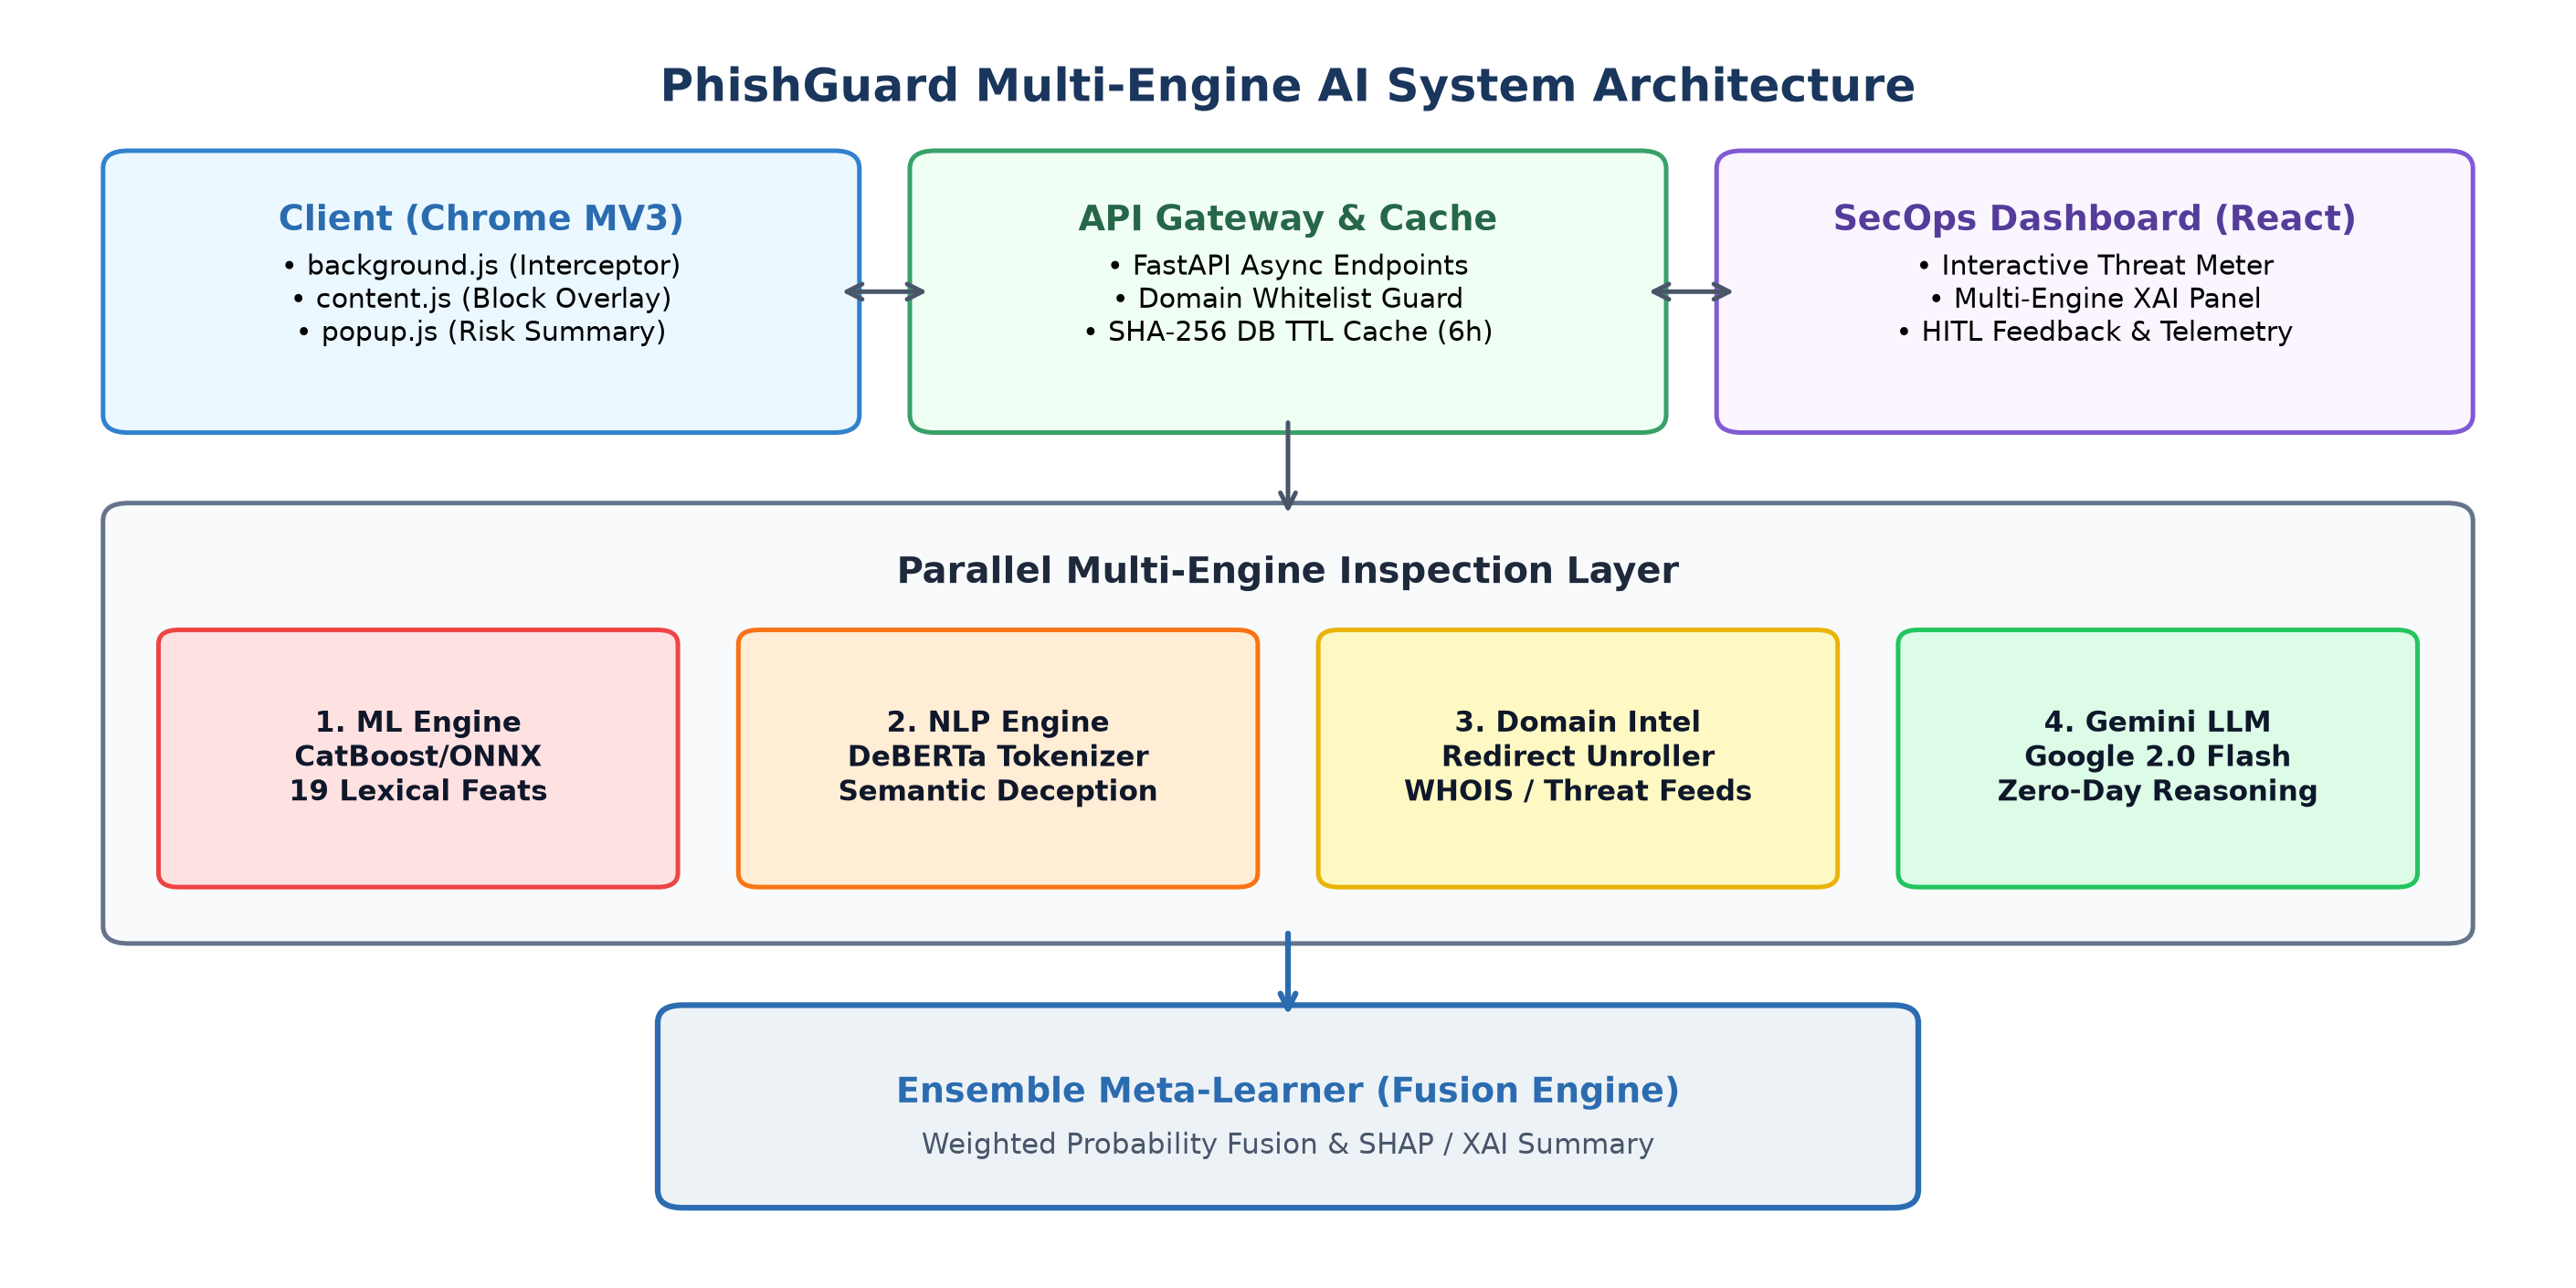 PhishGuard Multi-Engine AI System Architecture
Client (Chrome MV3)
• background.js (Interceptor)
• content.js (Block Overlay)
• popup.js (Risk Summary)
API Gateway & Cache
• FastAPI Async Endpoints
• Domain Whitelist Guard
• SHA-256 DB TTL Cache (6h)
SecOps Dashboard (React)
• Interactive Threat Meter
• Multi-Engine XAI Panel
• HITL Feedback & Telemetry
Parallel Multi-Engine Inspection Layer
1. ML Engine
CatBoost/ONNX
19 Lexical Feats
2. NLP Engine
DeBERTa Tokenizer
Semantic Deception
3. Domain Intel
Redirect Unroller
WHOIS / Threat Feeds
4. Gemini LLM
Google 2.0 Flash
Zero-Day Reasoning
Ensemble Meta-Learner (Fusion Engine)
Weighted Probability Fusion & SHAP / XAI Summary